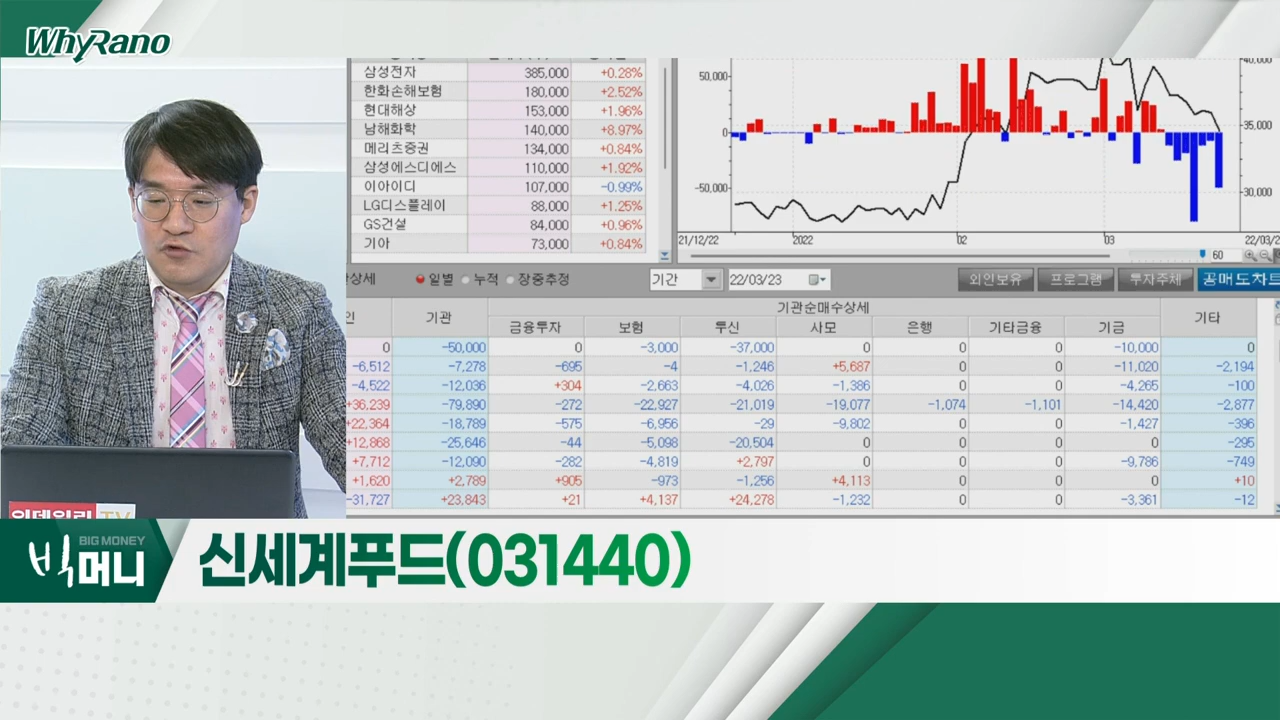 WhyRano
삼성전자 385,000 +0.28%
한화손해보험 180,000 +2.52%
현대해상 153,000 +1.96%
남해화학 140,000 +8.97%
메리츠증권 134,000 +0.84%
삼성에스디에스 110,000 +1.92%
이아이디 107,000 -0.99%
LG디스플레이 88,000 +1.25%
GS건설 84,000 +0.96%
기아 73,000 +0.84%
50,000
0
-50,000
40,000
35,000
30,000
21/12/22 2022 02 03 22/03/2
60
상세 일별 누적 장중추정 기간 22/03/23 외인보유 프로그램 투자주체 공매도차트
인 기관 기관순매수상세 기타
금융투자 보험 투신 사모 은행 기타금융 기금
0 -50,000 0 -3,000 -37,000 0 0 0 -10,000 0
-6,512 -7,278 -695 -4 -1,246 +5,687 0 0 -11,020 -2,194
-4,522 -12,036 +304 -2,663 -4,026 -1,386 0 0 -4,265 -100
+36,239 -79,890 -272 -22,927 -21,019 -19,077 -1,074 -1,101 -14,420 -2,877
+22,364 -18,789 -575 -6,956 -29 -9,802 0 0 -1,427 -396
+12,868 -25,646 -44 -5,098 -20,504 0 0 0 0 -295
+7,712 -12,090 -282 -4,819 +2,797 0 0 0 -9,786 -749
+1,620 +2,789 +905 -973 -1,256 +4,113 0 0 0 +10
-31,727 +23,843 +21 +4,137 +24,278 -1,232 0 0 -3,361 -12
이데일리 TV
BIG MONEY
빅머니
신세계푸드(031440)